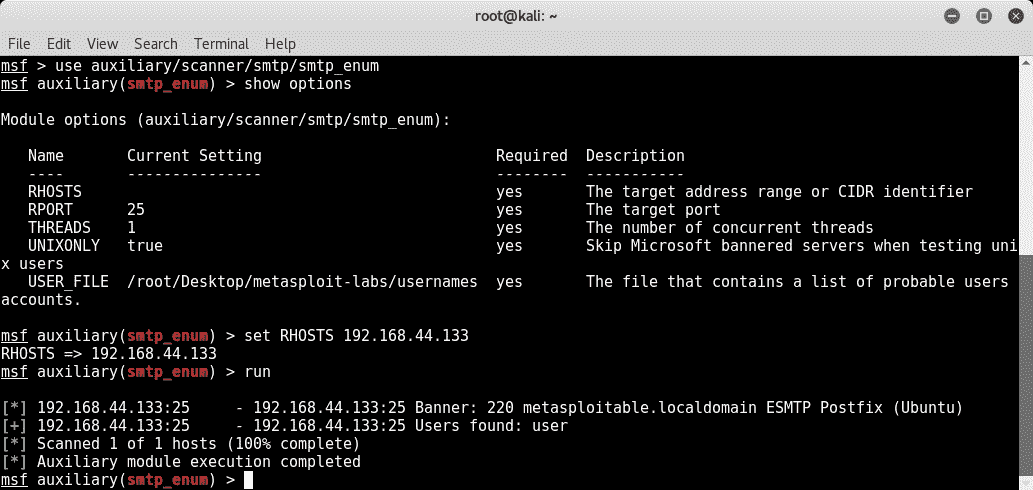 root@kali: ~
File Edit View Search Terminal Help
msf > use auxiliary/scanner/smtp/smtp_enum
msf auxiliary(smtp_enum) > show options
Module options (auxiliary/scanner/smtp/smtp_enum):
Name Current Setting Required Description
---- --------------- -------- -----------
RHOSTS yes The target address range or CIDR identifier
RPORT 25 yes The target port
THREADS 1 yes The number of concurrent threads
UNIXONLY true yes Skip Microsoft bannered servers when testing uni
x users
USER_FILE /root/Desktop/metasploit-labs/usernames yes The file that contains a list of probable users
accounts.
msf auxiliary(smtp_enum) > set RHOSTS 192.168.44.133
RHOSTS => 192.168.44.133
msf auxiliary(smtp_enum) > run
[*] 192.168.44.133:25 - 192.168.44.133:25 Banner: 220 metasploitable.localdomain ESMTP Postfix (Ubuntu)
[+] 192.168.44.133:25 - 192.168.44.133:25 Users found: user
[*] Scanned 1 of 1 hosts (100% complete)
[*] Auxiliary module execution completed
msf auxiliary(smtp_enum) >